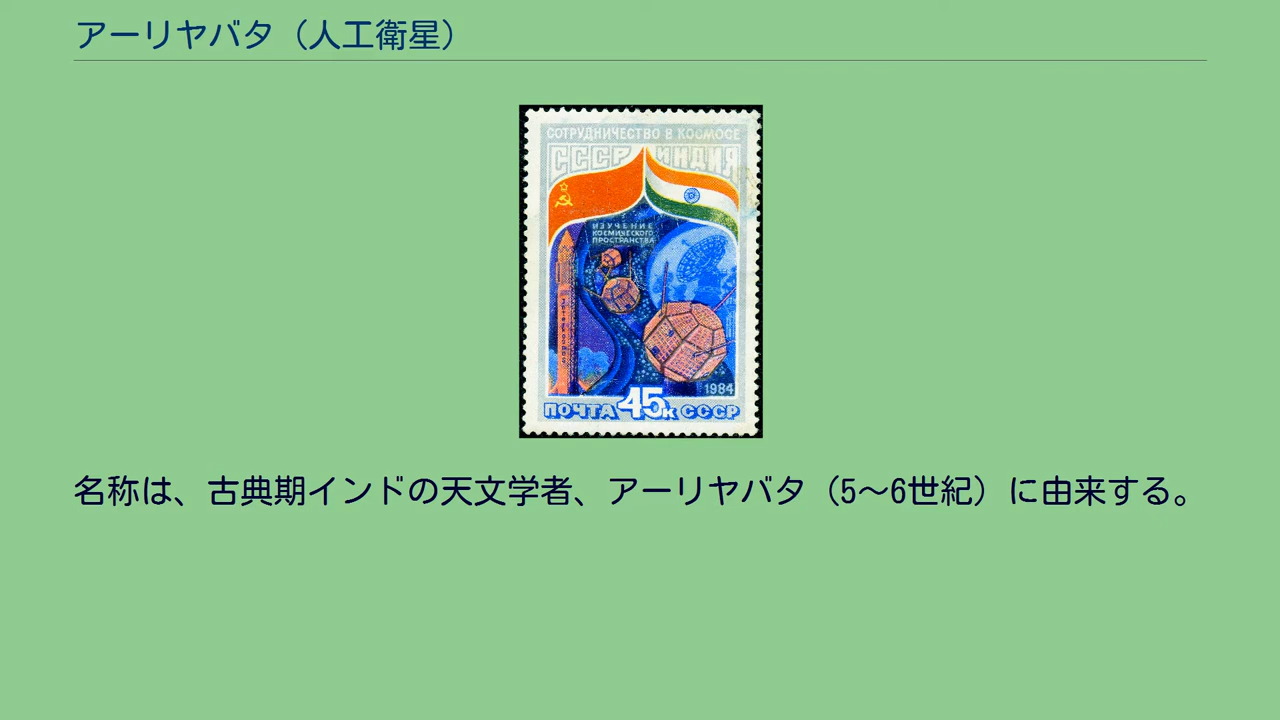 アーリヤバタ（人工衛星）
СОТРУДНИЧЕСТВО В КОСМОСЕ
СССР ИНДИЯ
ИЗУЧЕНИЕ
КОСМИЧЕСКОГО
ПРОСТРАНСТВА
1984
ПОЧТА 45к СССР
名称は、古典期インドの天文学者、アーリヤバタ（5〜6世紀）に由来する。